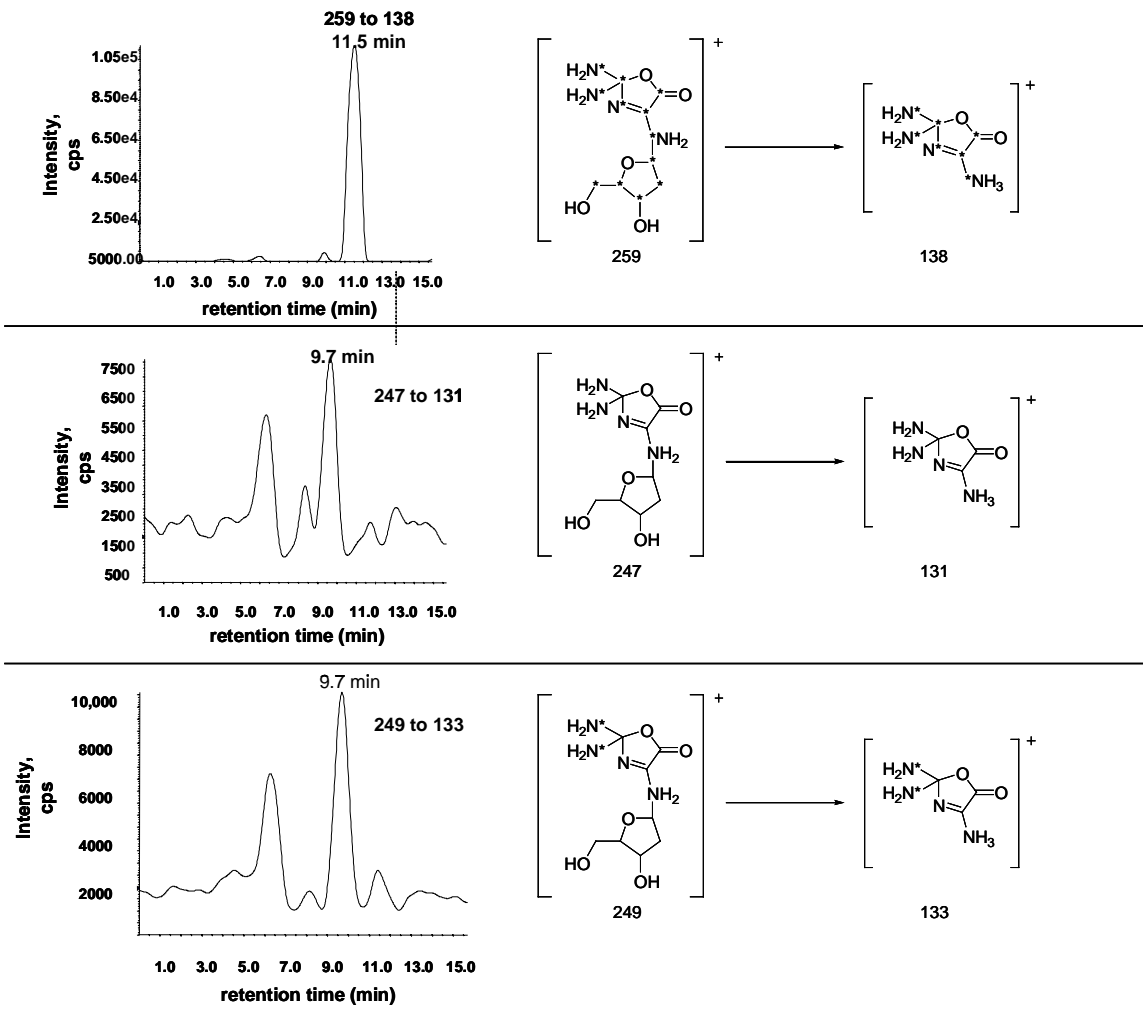 259 to 138
11.5 min
Intensity,
cps
1.05e5
8.50e4
6.50e4
4.50e4
2.50e4
5000.00
1.0 3.0 5.0 7.0 9.0 11.0 13.0 15.0
retention time (min)
H2N*
H2N*
* O
N* * *
*O
*NH2
O *
* * *
*
HO
OH
+
259
H2N*
H2N*
* O
N* *
*O
*NH3
+
138
9.7 min
247 to 131
Intensity,
cps
7500
6500
5500
4500
3500
2500
1500
500
1.0 3.0 5.0 7.0 9.0 11.0 13.0 15.0
retention time (min)
H2N
H2N
O
N
O
NH2
O
HO
OH
+
247
H2N
H2N
O
N
O
NH3
+
131
9.7 min
249 to 133
Intensity,
cps
10,000
8000
6000
4000
2000
1.0 3.0 5.0 7.0 9.0 11.0 13.0 15.0
retention time (min)
H2N*
H2N*
O
N
O
NH2
O
HO
OH
+
249
H2N*
H2N*
O
N
O
NH3
+
133